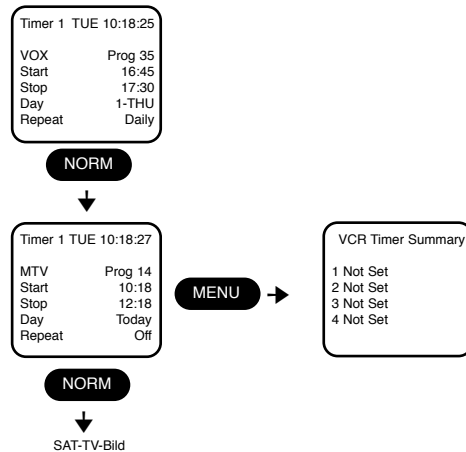 Timer 1 TUE 10:18:25
VOX Prog 35
Start 16:45
Stop 17:30
Day 1-THU
Repeat Daily
NORM
Timer 1 TUE 10:18:27
MTV Prog 14
Start 10:18
Stop 12:18
Day Today
Repeat Off
MENU
VCR Timer Summary
1 Not Set
2 Not Set
3 Not Set
4 Not Set
NORM
SAT-TV-Bild